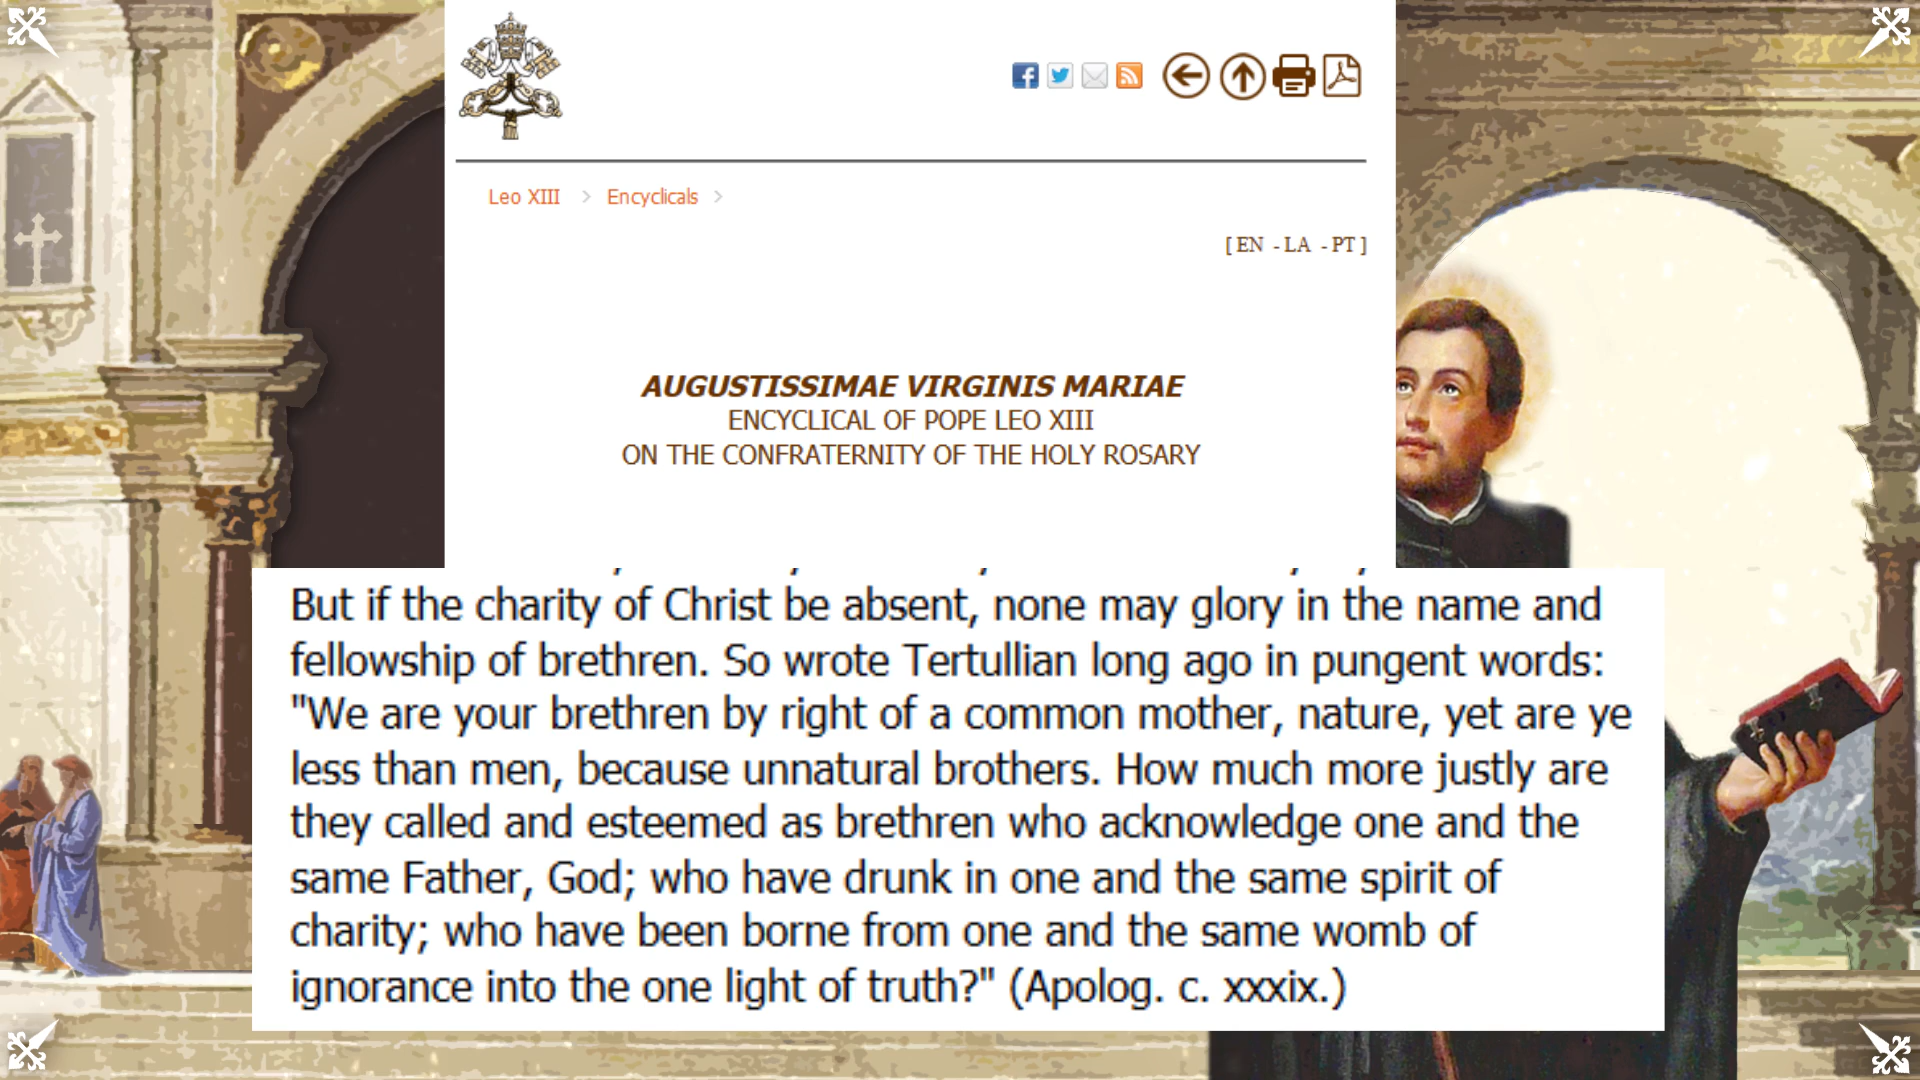 Leo XIII > Encyclicals >
[ EN - LA - PT ]
AUGUSTISSIMAE VIRGINIS MARIAE
ENCYCLICAL OF POPE LEO XIII
ON THE CONFRATERNITY OF THE HOLY ROSARY
But if the charity of Christ be absent, none may glory in the name and
fellowship of brethren. So wrote Tertullian long ago in pungent words:
"We are your brethren by right of a common mother, nature, yet are ye
less than men, because unnatural brothers. How much more justly are
they called and esteemed as brethren who acknowledge one and the
same Father, God; who have drunk in one and the same spirit of
charity; who have been borne from one and the same womb of
ignorance into the one light of truth?" (Apolog. c. xxxix.)